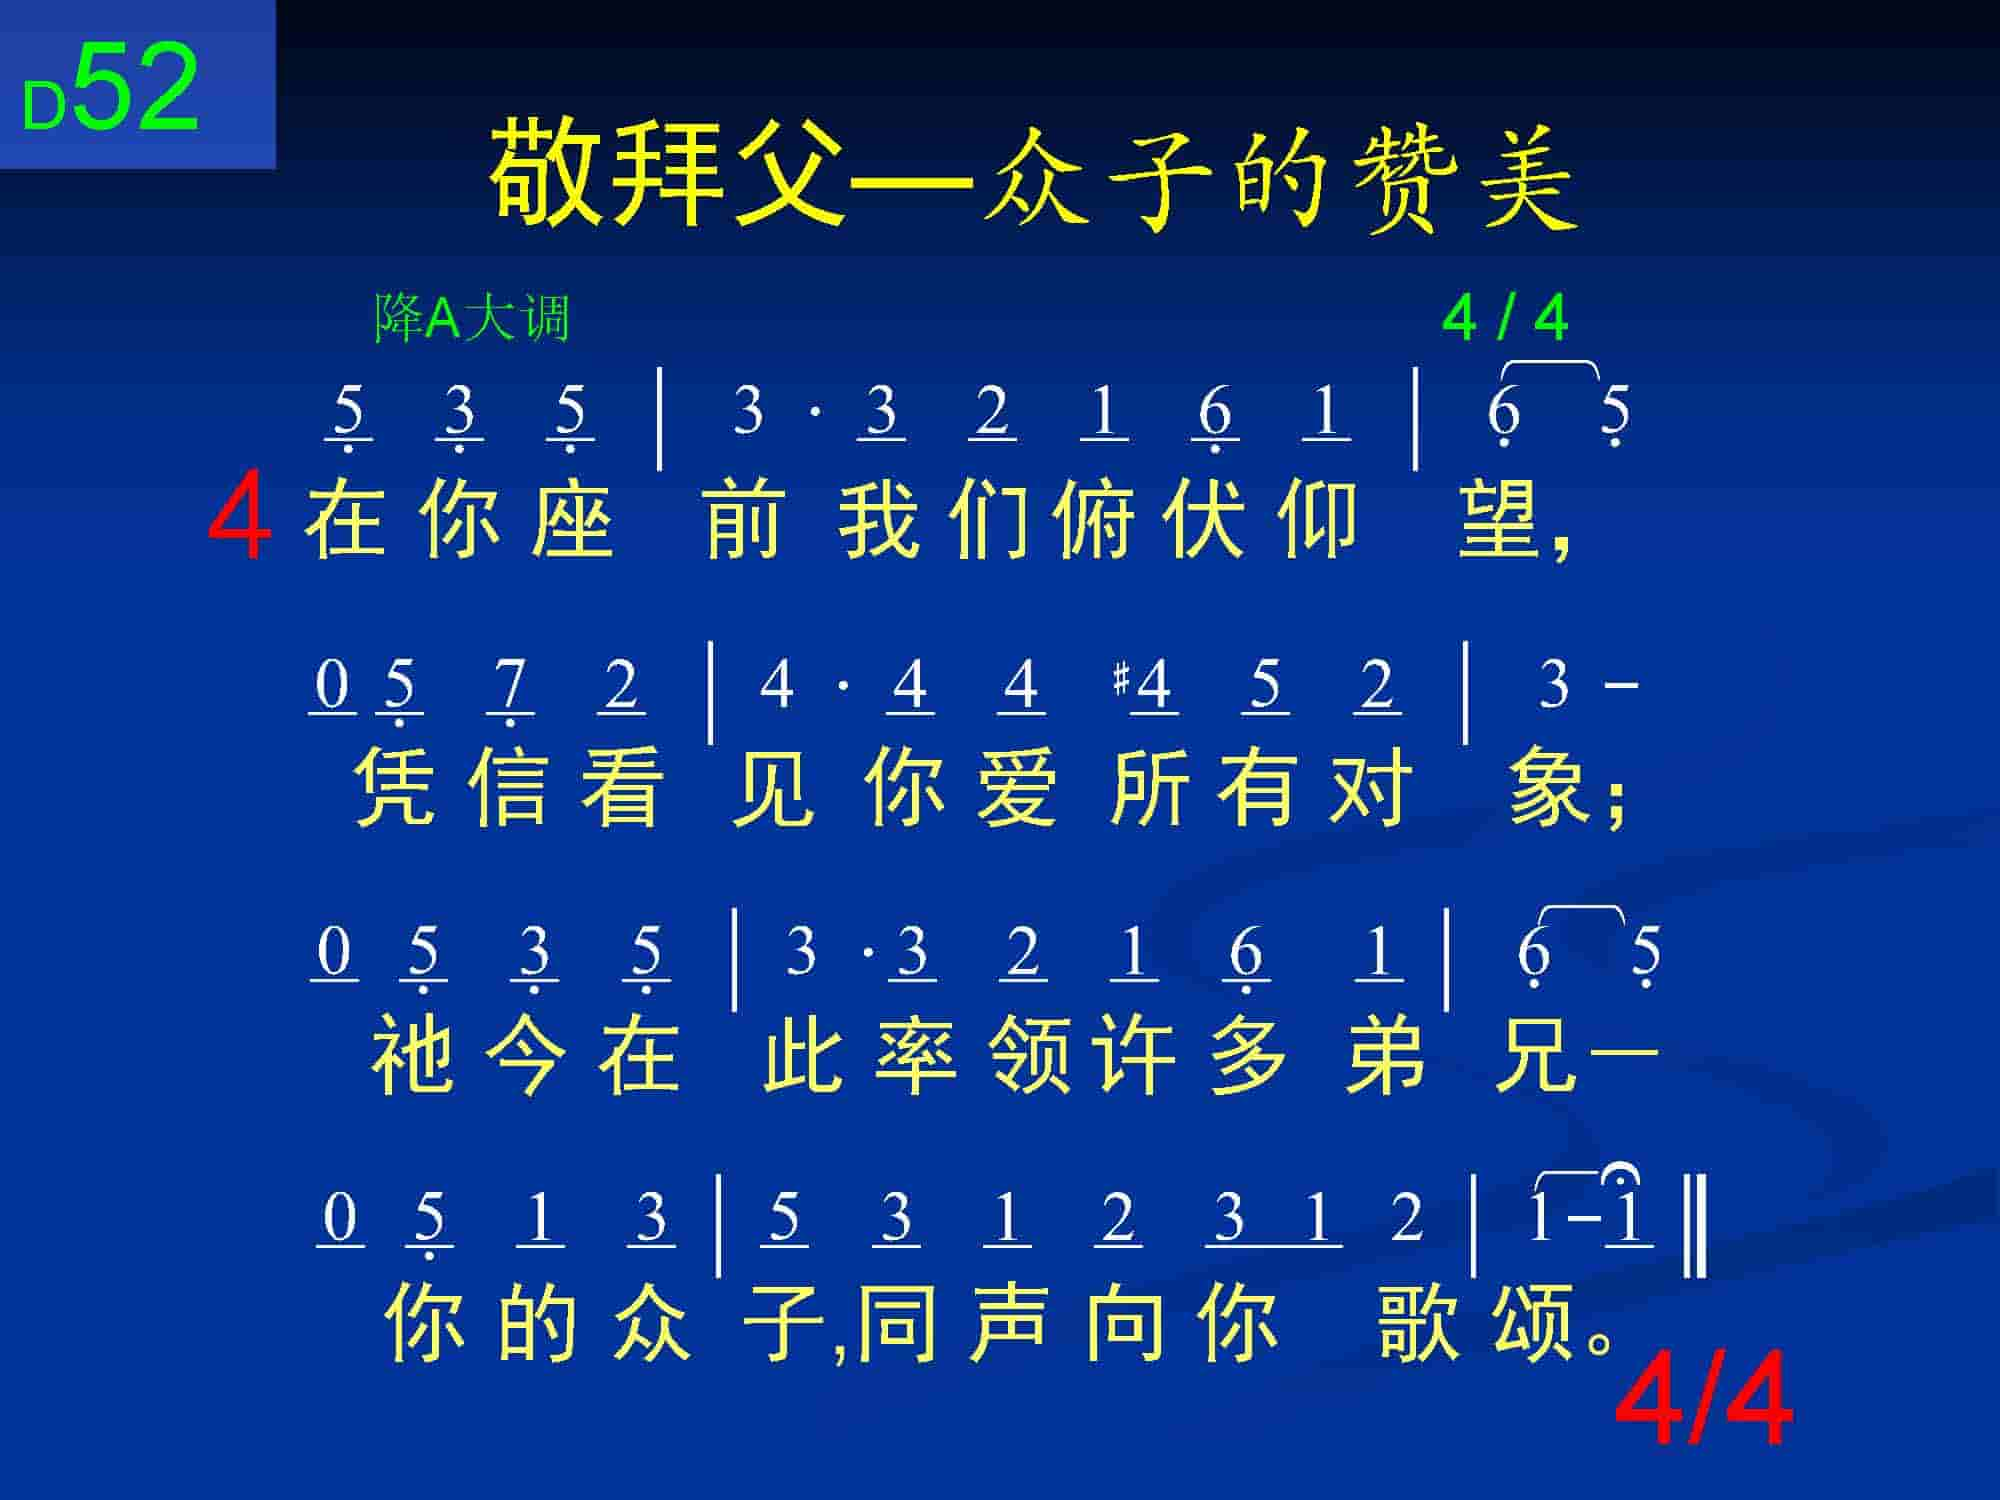 D52
敬拜父—众子的赞美
降A大调 4 / 4
5 3 5 | 3 · 3 2 1 6 1 | 6 5
4 在你座 前 我们俯伏仰 望，
0 5 7 2 | 4 · 4 4 #4 5 2 | 3 -
凭信看 见 你爱所有对 象；
0 5 3 5 | 3 · 3 2 1 6 1 | 6 5
祂今在 此率领许多弟 兄—
0 5 1 3 | 5 3 1 2 3 1 2 | 1 - 1 ||
你的众 子,同声向你 歌颂。
4/4